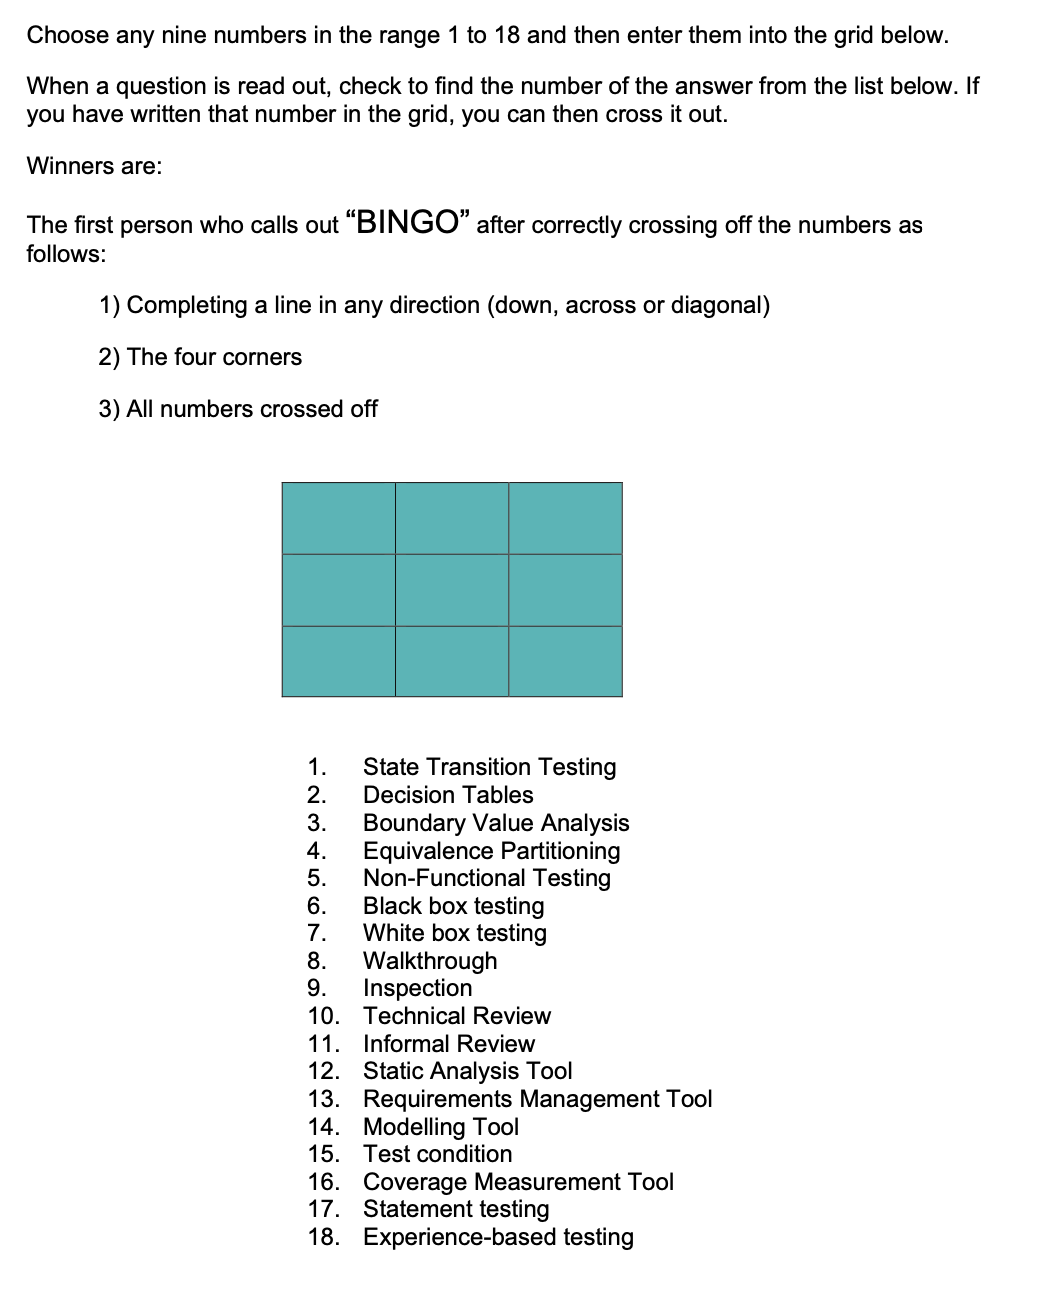 Choose any nine numbers in the range 1 to 18 and then enter them into the grid below.
When a question is read out, check to find the number of the answer from the list below. If
you have written that number in the grid, you can then cross it out.
Winners are:
The first person who calls out “BINGO” after correctly crossing off the numbers as
follows:
1) Completing a line in any direction (down, across or diagonal)
2) The four corners
3) All numbers crossed off
1. State Transition Testing
2. Decision Tables
3. Boundary Value Analysis
4. Equivalence Partitioning
5. Non-Functional Testing
6. Black box testing
7. White box testing
8. Walkthrough
9. Inspection
10. Technical Review
11. Informal Review
12. Static Analysis Tool
13. Requirements Management Tool
14. Modelling Tool
15. Test condition
16. Coverage Measurement Tool
17. Statement testing
18. Experience-based testing